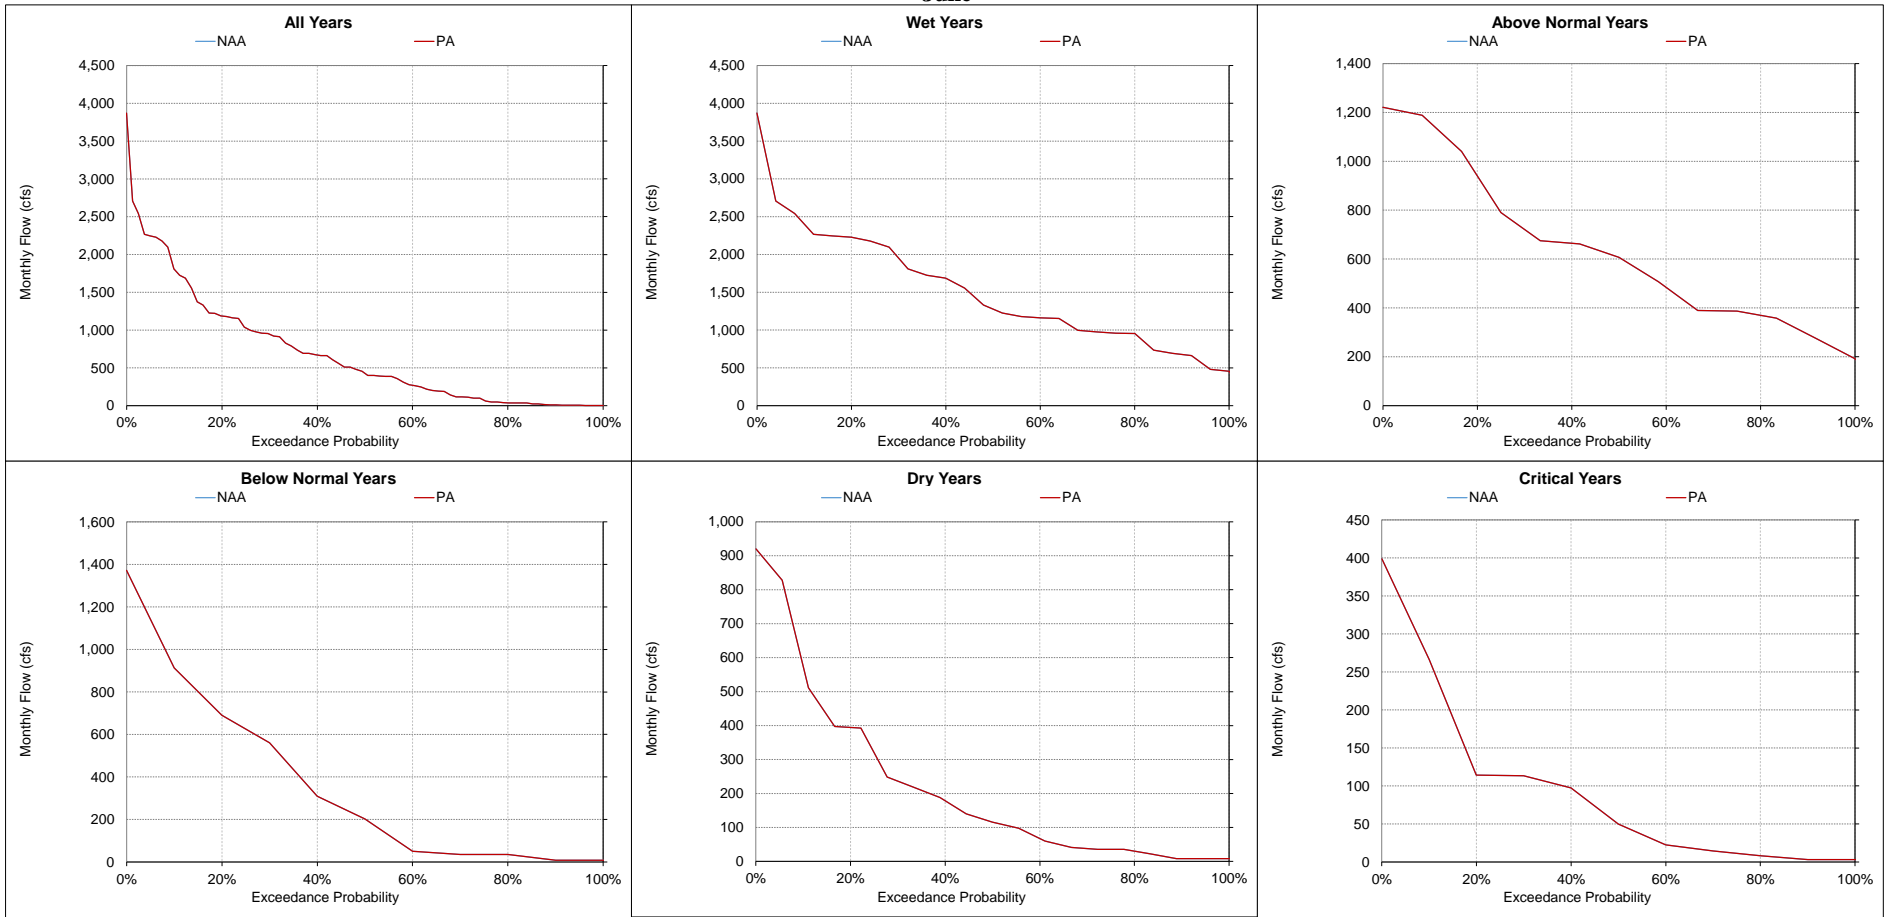 All Years
NAA PA
4,500
4,000
3,500
3,000
2,500
2,000
1,500
1,000
500
0
Monthly Flow (cfs)
0% 20% 40% 60% 80% 100%
Exceedance Probability
Wet Years
NAA PA
4,500
4,000
3,500
3,000
2,500
2,000
1,500
1,000
500
0
Monthly Flow (cfs)
0% 20% 40% 60% 80% 100%
Exceedance Probability
Above Normal Years
NAA PA
1,400
1,200
1,000
800
600
400
200
0
Monthly Flow (cfs)
0% 20% 40% 60% 80% 100%
Exceedance Probability
Below Normal Years
NAA PA
1,600
1,400
1,200
1,000
800
600
400
200
0
Monthly Flow (cfs)
0% 20% 40% 60% 80% 100%
Exceedance Probability
Dry Years
NAA PA
1,000
900
800
700
600
500
400
300
200
100
0
Monthly Flow (cfs)
0% 20% 40% 60% 80% 100%
Exceedance Probability
Critical Years
NAA PA
450
400
350
300
250
200
150
100
50
0
Monthly Flow (cfs)
0% 20% 40% 60% 80% 100%
Exceedance Probability